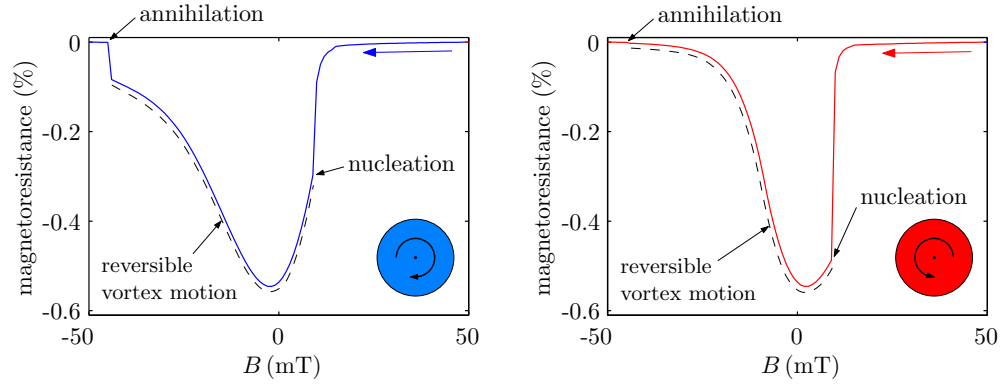 annihilation
0
-0.2
-0.4
-0.6
magnetoresistance (%)
nucleation
reversible
vortex motion
-50
0
50
B (mT)
annihilation
0
-0.2
-0.4
-0.6
magnetoresistance (%)
nucleation
reversible
vortex motion
-50
0
50
B (mT)